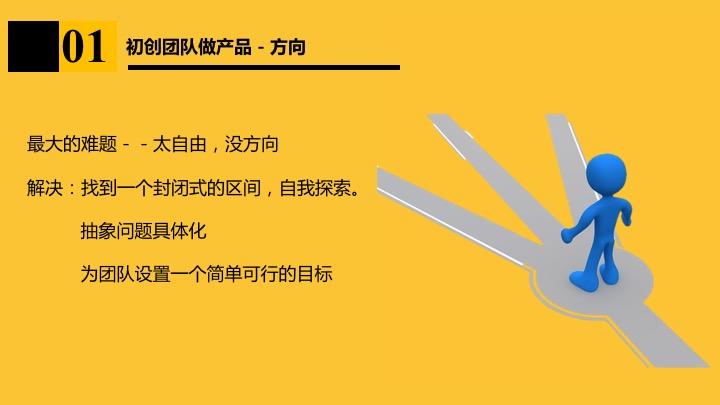 01
初创团队做产品 - 方向
最大的难题 - - 太自由，没方向
解决：找到一个封闭式的区间，自我探索。
抽象问题具体化
为团队设置一个简单可行的目标